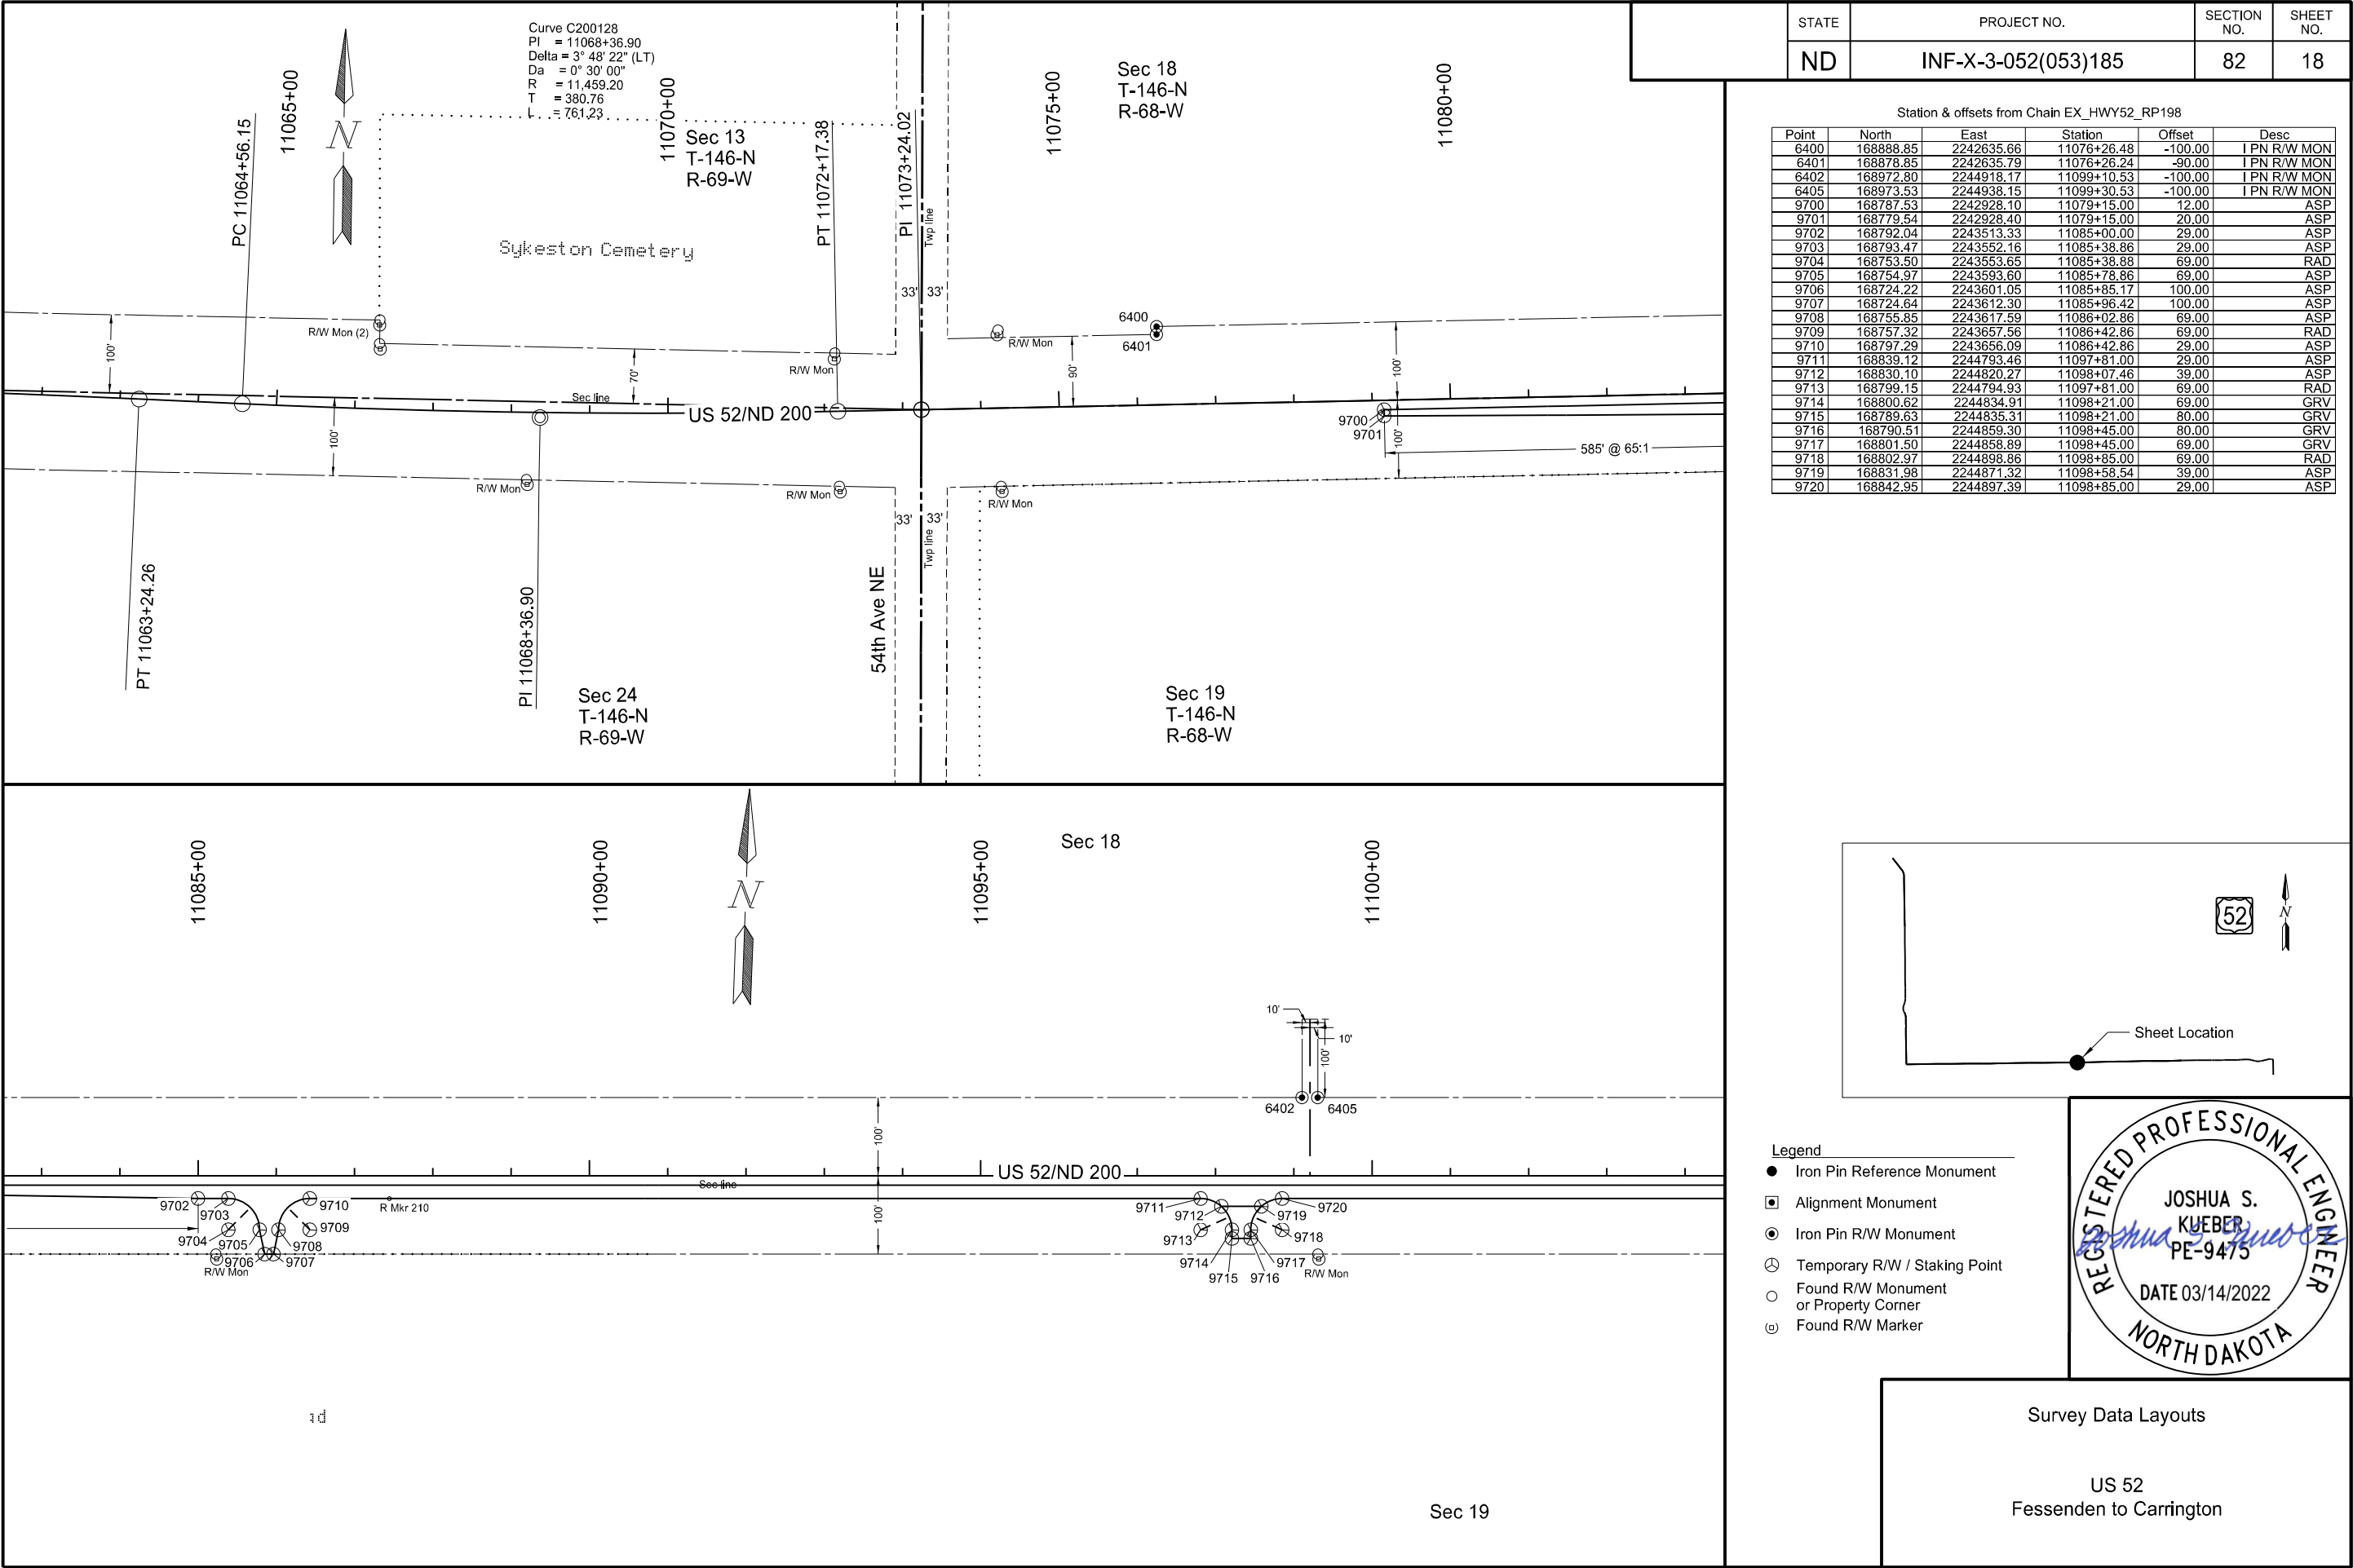 STATE
PROJECT NO.
SECTION NO.
SHEET NO.
ND
INF-X-3-052(053)185
82
18
Curve C200128
PI = 11068+36.90
Delta = 3° 48' 22" (LT)
Da = 0° 30' 00"
R = 11,459.20
T = 380.76
L = 761.23
11065+00
PC 11064+56.15
N
11070+00
Sec 13
T-146-N
R-69-W
Sykeston Cemetery
PT 11072+17.38
PI 11073+24.02
Twp line
11075+00
Sec 18
T-146-N
R-68-W
11080+00
33' 33'
R/W Mon (2)
100'
70'
R/W Mon
R/W Mon
6400
6401
90'
100'
Sec line
US 52/ND 200
9700
9701
100'
585' @ 65:1
100'
R/W Mon
R/W Mon
R/W Mon
33' 33'
Twp line
54th Ave NE
PT 11063+24.26
PI 11068+36.90
Sec 24
T-146-N
R-69-W
Sec 19
T-146-N
R-68-W
Station & offsets from Chain EX_HWY52_RP198
Point North East Station Offset Desc
6400 168888.85 2242635.66 11076+26.48 -100.00 I PN R/W MON
6401 168878.85 2242635.79 11076+26.24 -90.00 I PN R/W MON
6402 168972.80 2244918.17 11099+10.53 -100.00 I PN R/W MON
6405 168973.53 2244938.15 11099+30.53 -100.00 I PN R/W MON
9700 168787.53 2242928.10 11079+15.00 12.00 ASP
9701 168779.54 2242928.40 11079+15.00 20.00 ASP
9702 168792.04 2243513.33 11085+00.00 29.00 ASP
9703 168793.47 2243552.16 11085+38.86 29.00 ASP
9704 168753.50 2243553.65 11085+38.88 69.00 RAD
9705 168754.97 2243593.60 11085+78.86 69.00 ASP
9706 168724.22 2243601.05 11085+85.17 100.00 ASP
9707 168724.64 2243612.30 11085+96.42 100.00 ASP
9708 168755.85 2243617.59 11086+02.86 69.00 ASP
9709 168757.32 2243657.56 11086+42.86 69.00 RAD
9710 168797.29 2243656.09 11086+42.86 29.00 ASP
9711 168839.12 2244793.46 11097+81.00 29.00 ASP
9712 168830.10 2244820.27 11098+07.46 39.00 ASP
9713 168799.15 2244794.93 11097+81.00 69.00 RAD
9714 168800.62 2244834.91 11098+21.00 69.00 GRV
9715 168789.63 2244835.31 11098+21.00 80.00 GRV
9716 168790.51 2244859.30 11098+45.00 80.00 GRV
9717 168801.50 2244858.89 11098+45.00 69.00 GRV
9718 168802.97 2244898.86 11098+85.00 69.00 RAD
9719 168831.98 2244871.32 11098+58.54 39.00 ASP
9720 168842.95 2244897.39 11098+85.00 29.00 ASP
11085+00
11090+00
N
11095+00
Sec 18
11100+00
10'
10'
100'
6402 6405
100'
US 52/ND 200
Sec line
100'
9702
9703
9704
9705
9706
9707
9708
9709
9710
R Mkr 210
R/W Mon
9711
9712
9713
9714
9715
9716
9717
9718
9719
9720
R/W Mon
Sec 19
52
N
Sheet Location
Legend
Iron Pin Reference Monument
Alignment Monument
Iron Pin R/W Monument
Temporary R/W / Staking Point
Found R/W Monument
or Property Corner
Found R/W Marker
REGISTERED PROFESSIONAL ENGINEER
JOSHUA S.
KUEBER
PE-9475
DATE 03/14/2022
NORTH DAKOTA
Survey Data Layouts
US 52
Fessenden to Carrington